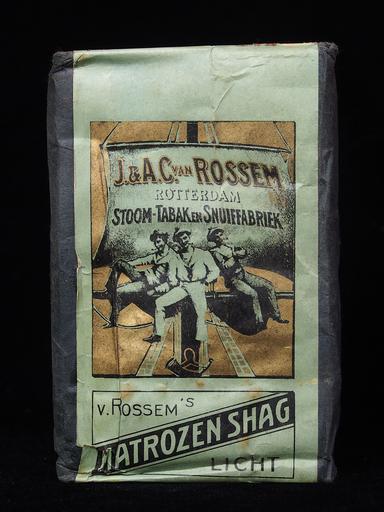 J. & A.C. VAN ROSSEM
ROTTERDAM
STOOM-TABAK EN SNUIFFABRIEK
V. ROSSEM'S
MATROZEN SHAG
LICHT